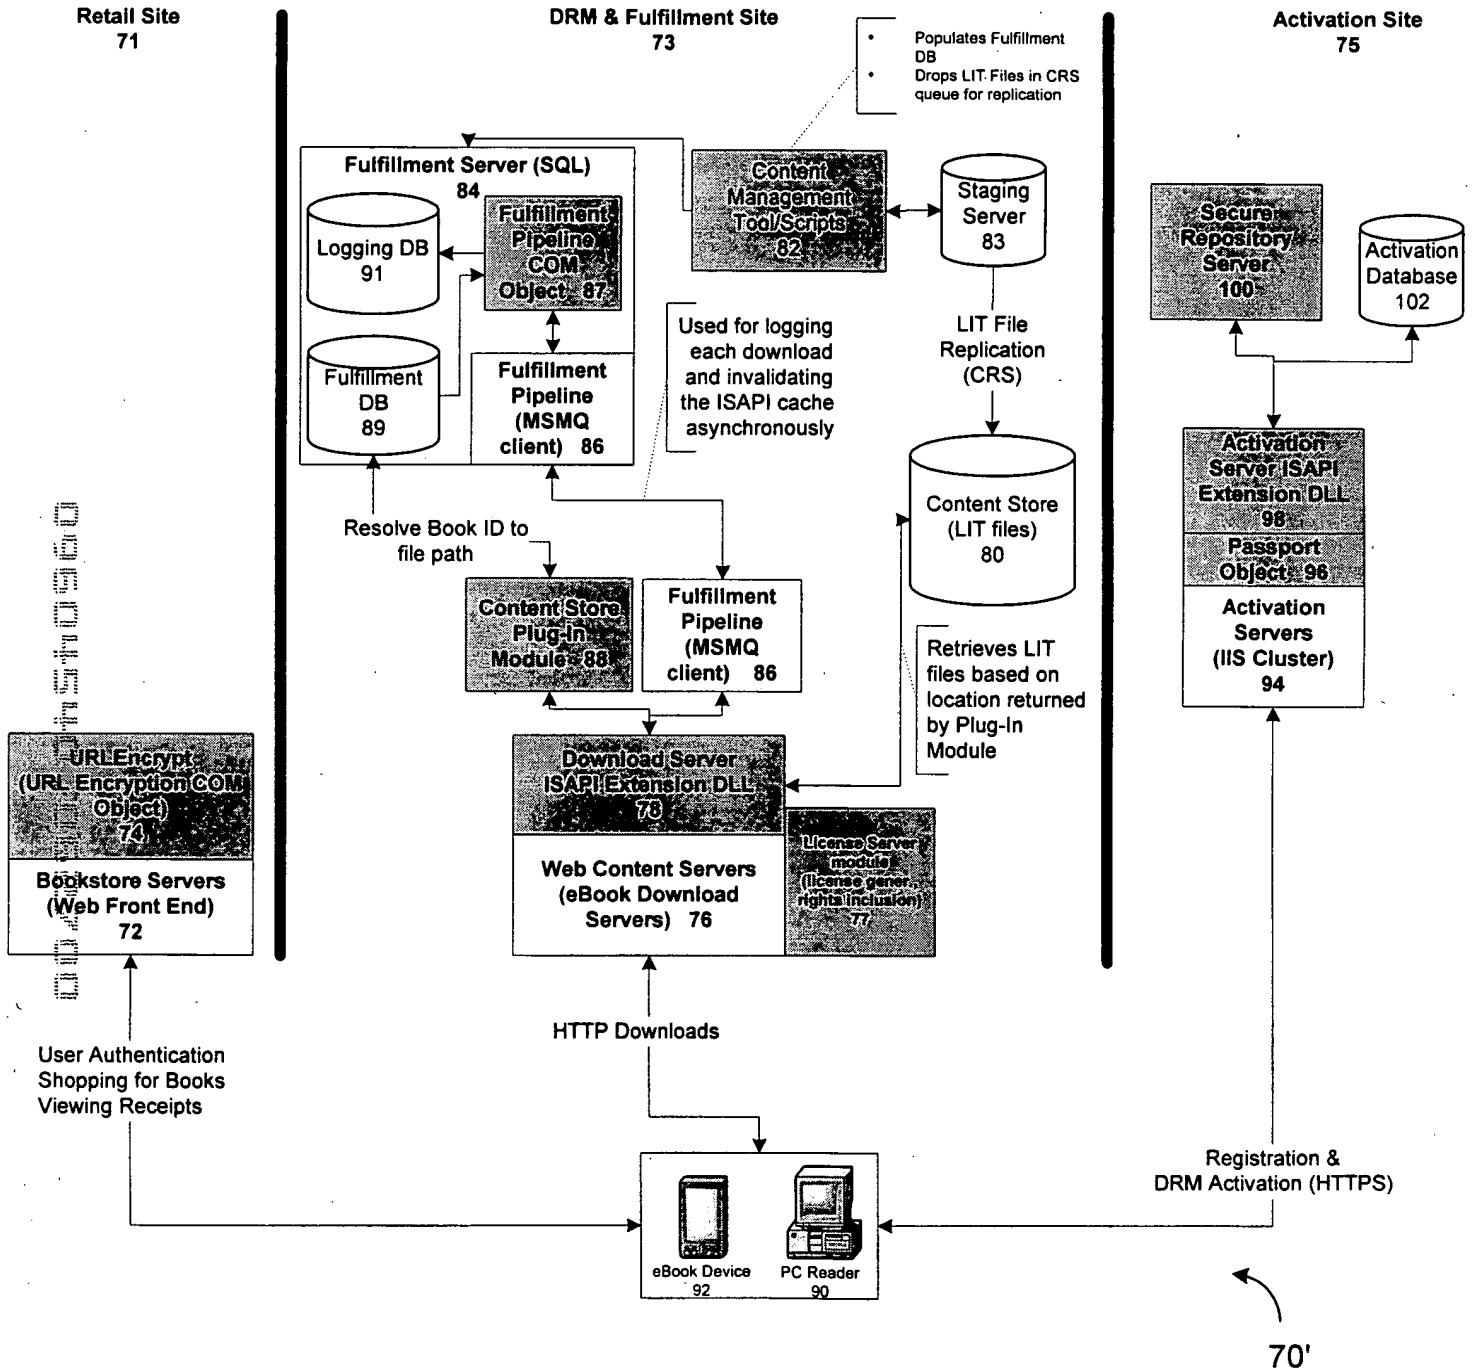 Retail Site
71
DRM & Fulfillment Site
73
Activation Site
75
• Populates Fulfillment
DB
• Drops LIT Files in CRS
queue for replication
Fulfillment Server (SQL)
84
Logging DB
91
Fulfillment
Pipeline
COM
Object 87
Fulfillment
DB
89
Fulfillment
Pipeline
(MSMQ
client) 86
Content
Management
Tool/Scripts
82
Staging
Server
83
Used for logging
each download
and invalidating
the ISAPI cache
asynchronously
LIT File
Replication
(CRS)
Content Store
(LIT files)
80
Resolve Book ID to
file path
Content Store
Plug-In
Module 88
Fulfillment
Pipeline
(MSMQ
client) 86
Retrieves LIT
files based on
location returned
by Plug-In
Module
Download Server
ISAPI Extension DLL
78
Web Content Servers
(eBook Download
Servers) 76
License Server
module
(license gener.,
rights inclusion)
77
Secure
Repository
Server
100
Activation
Database
102
Activation
Server ISAPI
Extension DLL
98
Passport
Object 96
Activation
Servers
(IIS Cluster)
94
URLEncrypt
(URL Encryption COM
Object)
74
Bookstore Servers
(Web Front End)
72
User Authentication
Shopping for Books
Viewing Receipts
HTTP Downloads
Registration &
DRM Activation (HTTPS)
eBook Device
92
PC Reader
90
70'